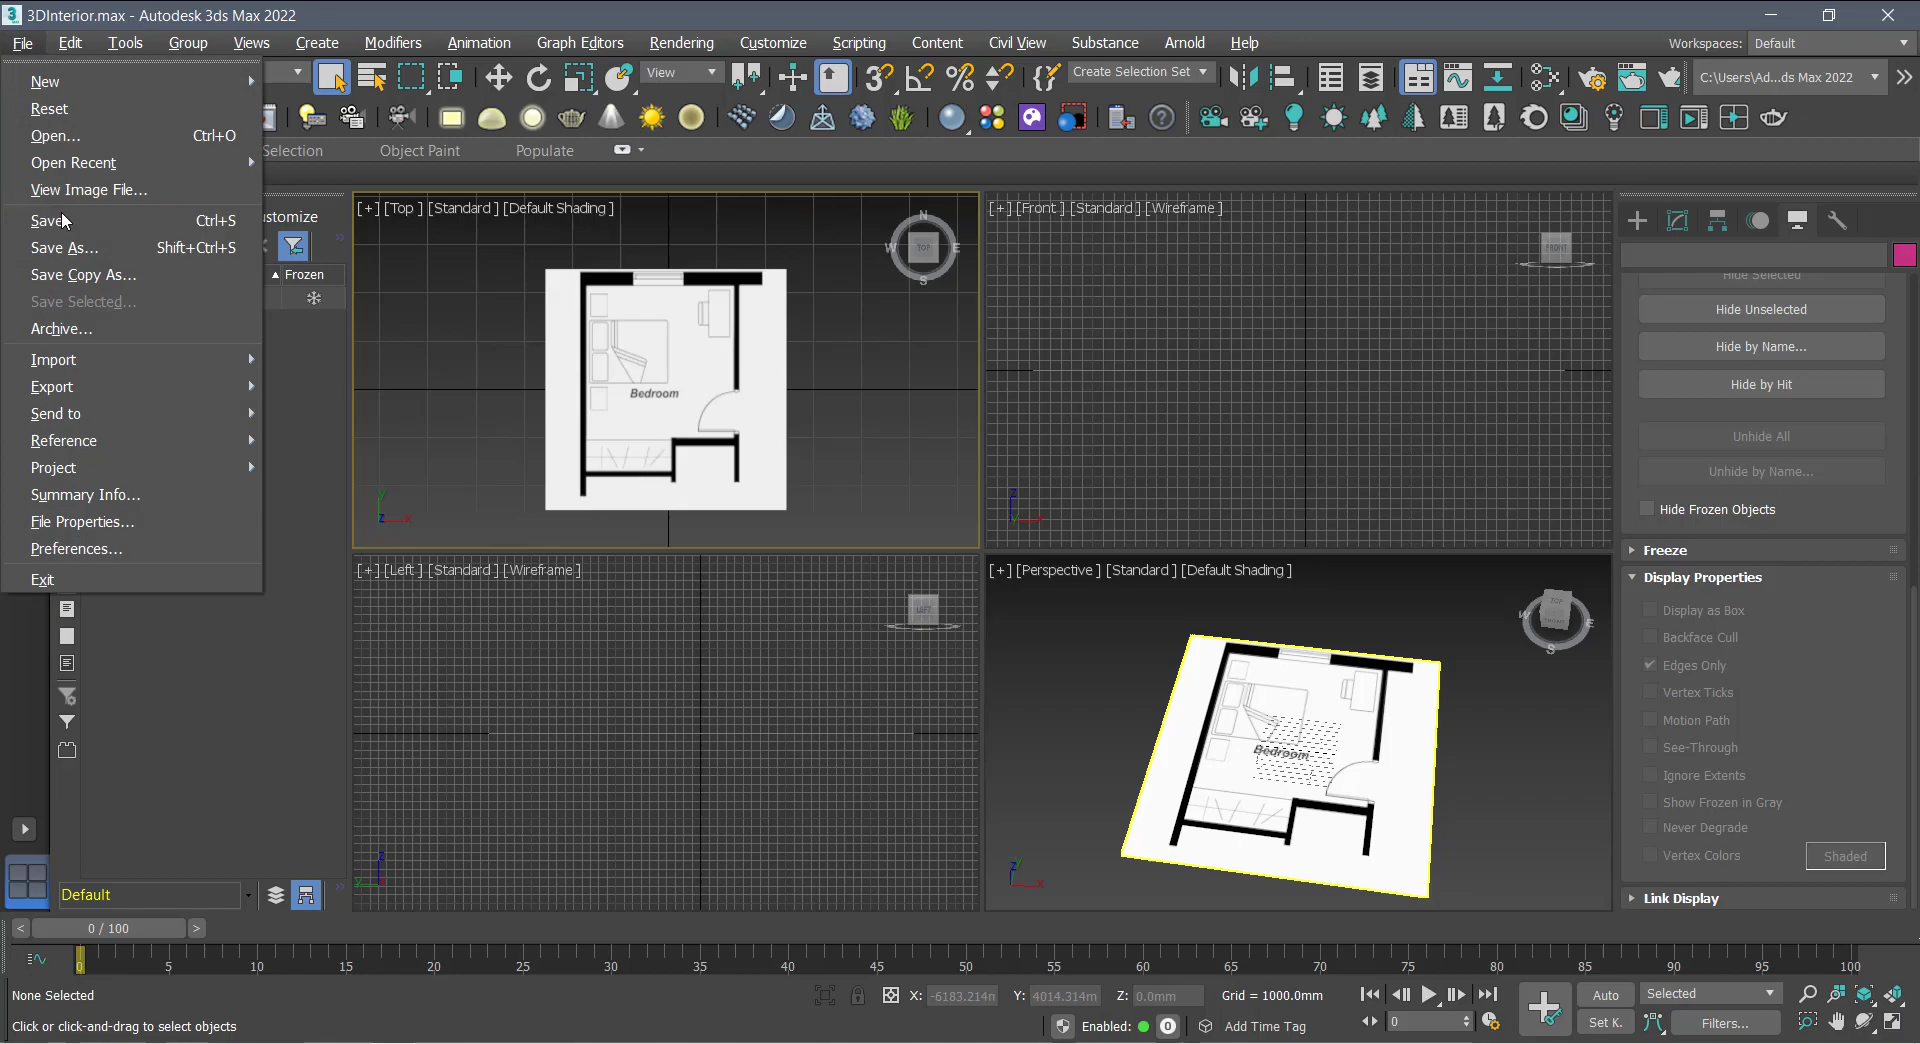 3DInterior.max - Autodesk 3ds Max 2022
File Edit Tools Group Views Create Modifiers Animation Graph Editors Rendering Customize Scripting Content Civil View Substance Arnold Help
Workspaces: Default
View
Create Selection Set
C:\Users\Ad...ds Max 2022
Selection Object Paint Populate
New
Reset
Open... Ctrl+O
Open Recent
View Image File...
Save Ctrl+S
Save As... Shift+Ctrl+S
Save Copy As...
Save Selected...
Archive...
Import
Export
Send to
Reference
Project
Summary Info...
File Properties...
Preferences...
Exit
ustomize
Frozen
Default
[+] [Top ] [Standard ] [Default Shading ]
N
W TOP E
S
Bedroom
y
z x
[+] [Front ] [Standard ] [Wireframe ]
FRONT
z
y x
[+] [Left ] [Standard ] [Wireframe ]
LEFT
z
y x
[+] [Perspective ] [Standard ] [Default Shading ]
TOP
W E
S
Bedroom
x
Hide Selected
Hide Unselected
Hide by Name...
Hide by Hit
Unhide All
Unhide by Name...
Hide Frozen Objects
Freeze
Display Properties
Display as Box
Backface Cull
Edges Only
Vertex Ticks
Motion Path
See-Through
Ignore Extents
Show Frozen in Gray
Never Degrade
Vertex Colors Shaded
Link Display
< 0 / 100 >
0 5 10 15 20 25 30 35 40 45 50 55 60 65 70 75 80 85 90 95 100
None Selected
X: -6183.214n Y: 4014.314m Z: 0.0mm Grid = 1000.0mm
Auto Selected
Click or click-and-drag to select objects
Enabled: 0 Add Time Tag
0
Set K. Filters...